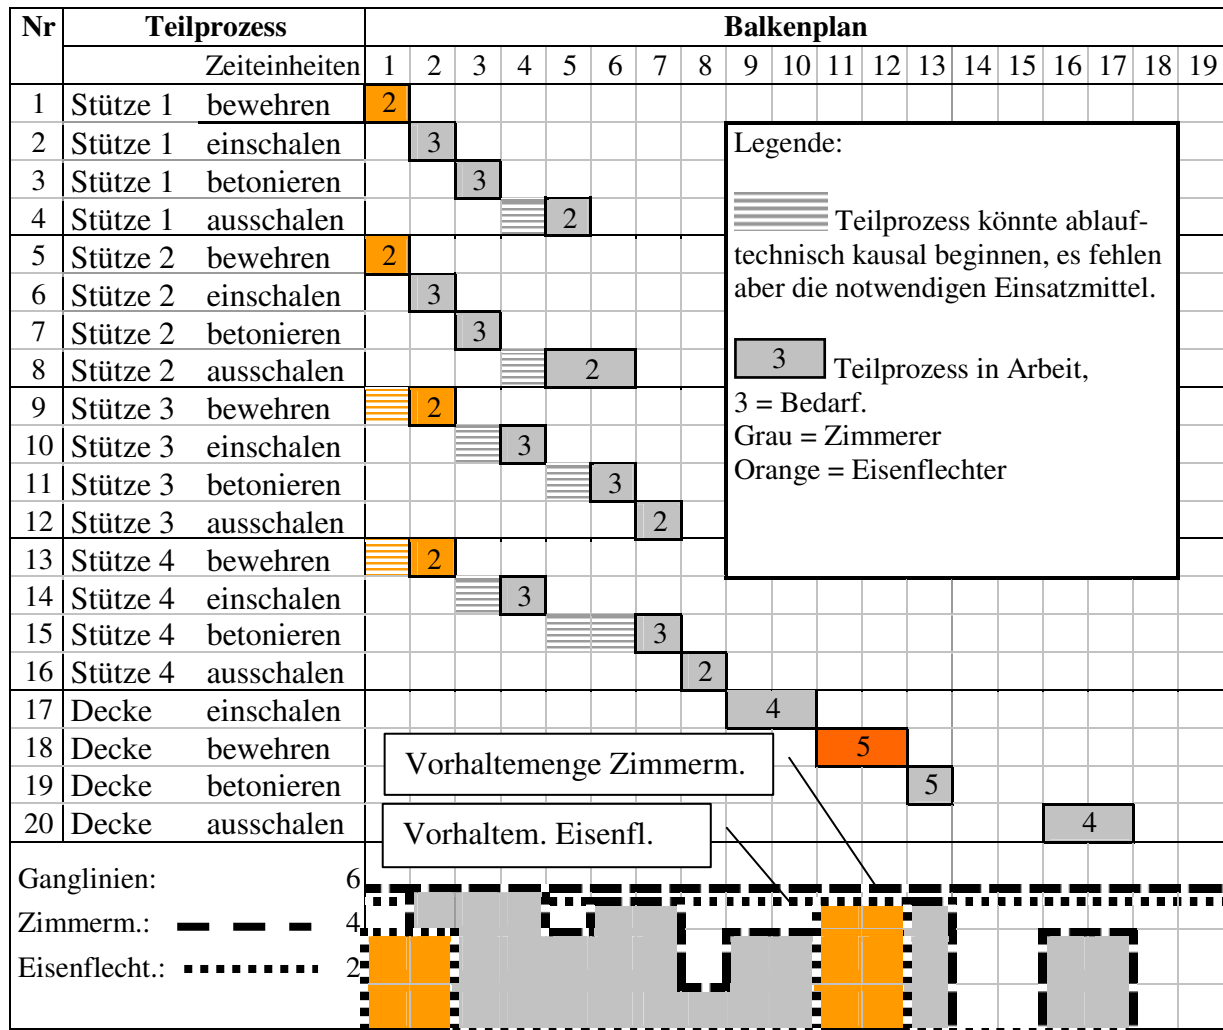 Nr Teilprozess Balkenplan
Zeiteinheiten 1 2 3 4 5 6 7 8 9 10 11 12 13 14 15 16 17 18 19
1 Stütze 1 bewehren 2
2 Stütze 1 einschalen 3
3 Stütze 1 betonieren 3
4 Stütze 1 ausschalen 2
5 Stütze 2 bewehren 2
6 Stütze 2 einschalen 3
7 Stütze 2 betonieren 3
8 Stütze 2 ausschalen 2
9 Stütze 3 bewehren 2
10 Stütze 3 einschalen 3
11 Stütze 3 betonieren 3
12 Stütze 3 ausschalen 2
13 Stütze 4 bewehren 2
14 Stütze 4 einschalen 3
15 Stütze 4 betonieren 3
16 Stütze 4 ausschalen 2
17 Decke einschalen 4
18 Decke bewehren 5
19 Decke betonieren 5
20 Decke ausschalen 4
Legende:
Teilprozess könnte ablauf-
technisch kausal beginnen, es fehlen
aber die notwendigen Einsatzmittel.
3 Teilprozess in Arbeit,
3 = Bedarf.
Grau = Zimmerer
Orange = Eisenflechter
Vorhaltemenge Zimmerm.
Vorhaltem. Eisenfl.
Ganglinien: 6
Zimmerm.: 4
Eisenflecht.: 2